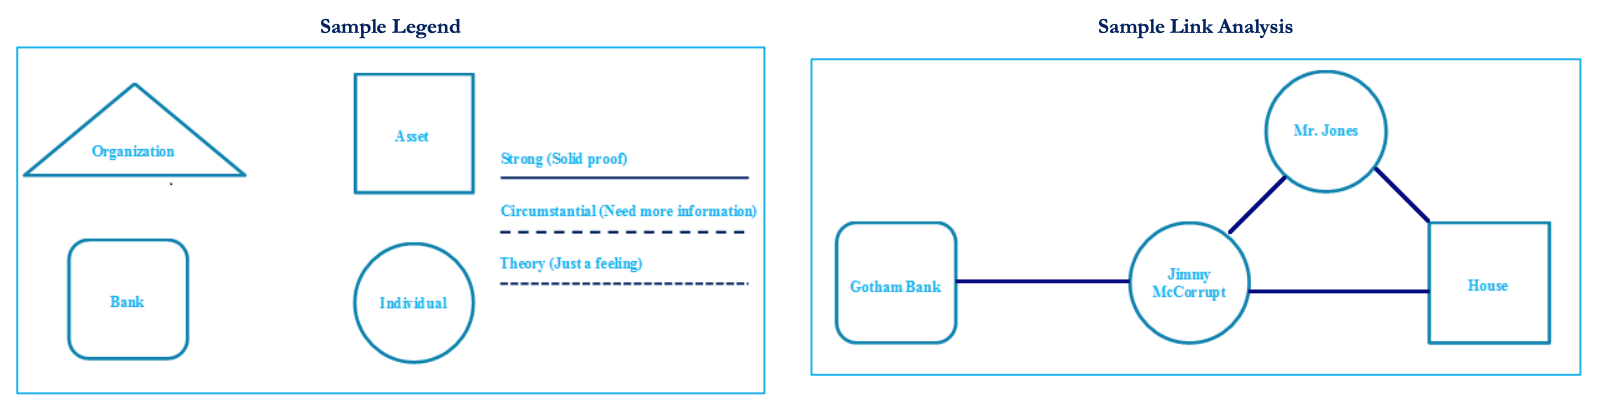 Sample Legend
Organization
Asset
Strong (Solid proof)
Circumstantial (Need more information)
Theory (Just a feeling)
Bank
Individual
Sample Link Analysis
Mr. Jones
Gotham Bank
Jimmy
McCorrupt
House